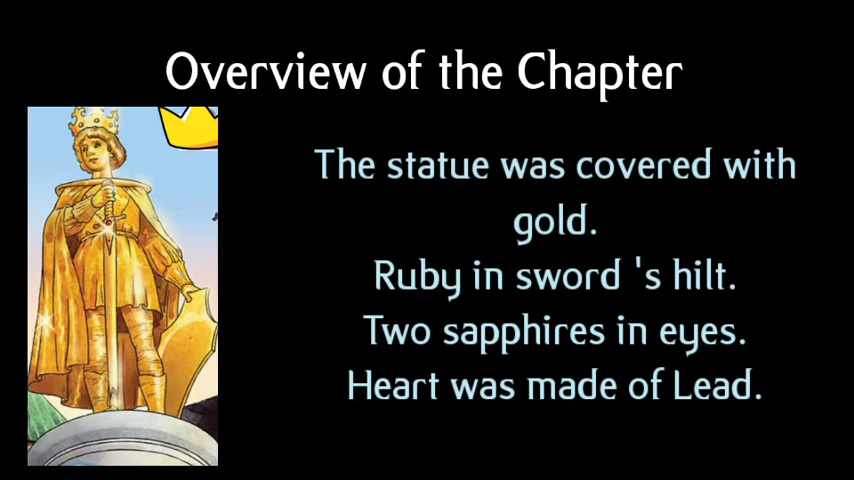 Overview of the Chapter
The statue was covered with
gold.
Ruby in sword 's hilt.
Two sapphires in eyes.
Heart was made of Lead.